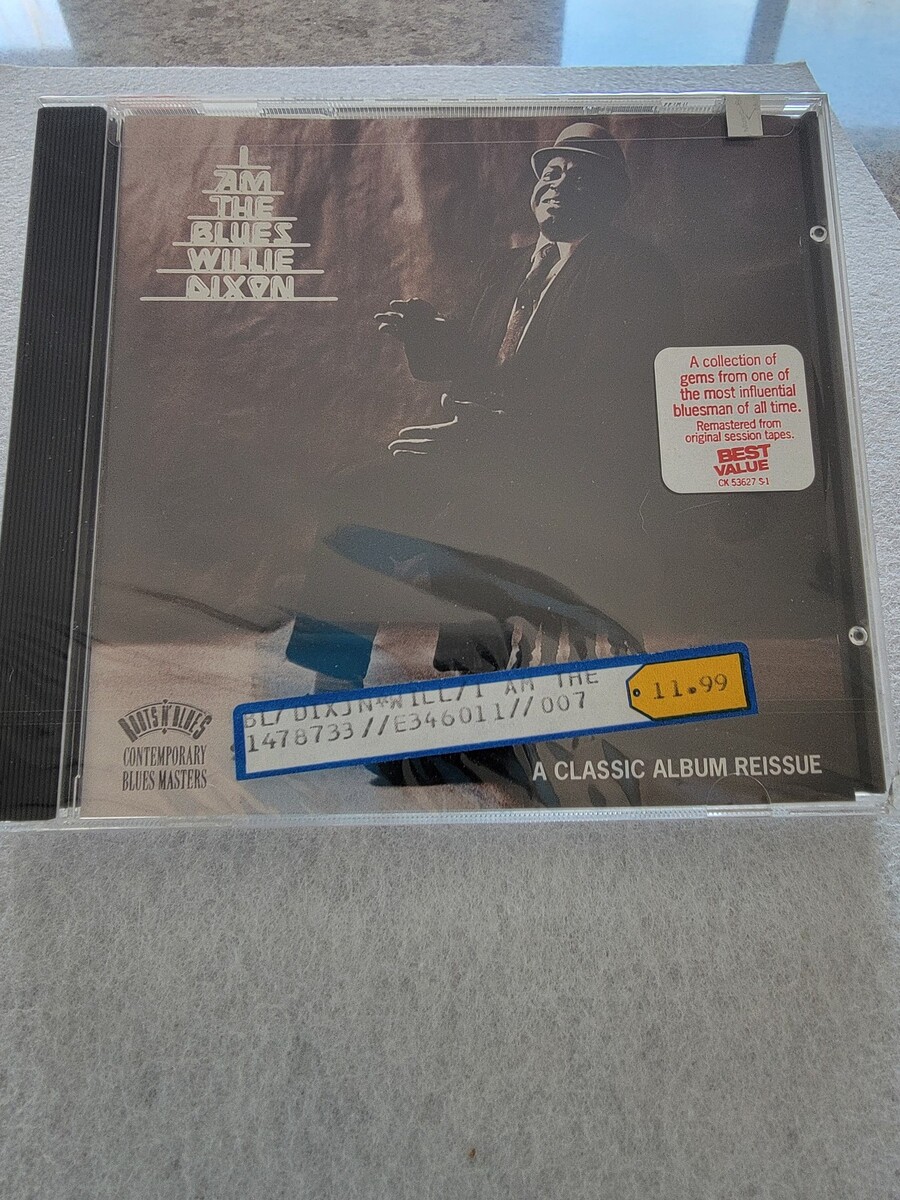 I
AM
THE
BLUES
WILLIE
DIXON
A collection of
gems from one of
the most influential
bluesman of all time.
Remastered from
original session tapes.
BEST
VALUE
CK 53627 S-1
BL/DIXON*WILL/I AM THE
1478733//E346011//007
11.99
ROOTS N' BLUES
CONTEMPORARY
BLUES MASTERS
A CLASSIC ALBUM REISSUE